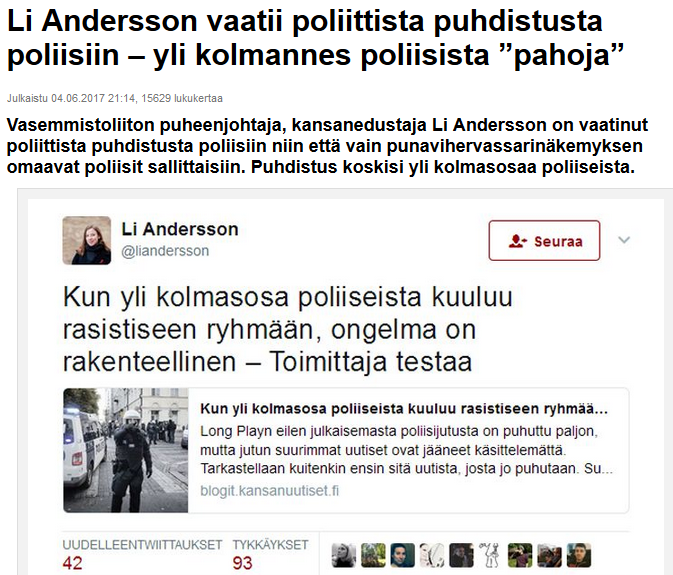 Li Andersson vaatii poliittista puhdistusta
poliisiin – yli kolmannes poliisista ”pahoja”
Julkaistu 04.06.2017 21:14, 15629 lukukertaa
Vasemmistoliiton puheenjohtaja, kansanedustaja Li Andersson on vaatinut
poliittista puhdistusta poliisiin niin että vain punavihervassarinäkemyksen
omaavat poliisit sallittaisiin. Puhdistus koskisi yli kolmasosaa poliiseista.
Li Andersson
@liandersson
Seuraa
Kun yli kolmasosa poliiseista kuuluu
rasistiseen ryhmään, ongelma on
rakenteellinen – Toimittaja testaa
Kun yli kolmasosa poliiseista kuuluu rasistiseen ryhmää...
Long Playn eilen julkaisemasta poliisijutusta on puhuttu paljon,
mutta jutun suurimmat uutiset ovat jääneet käsittelemättä.
Tarkastellaan kuitenkin ensin sitä uutista, josta jo puhutaan. Su...
blogit.kansanuutiset.fi
UUDELLEENTWIITTAUKSET TYKKÄYKSET
42 93